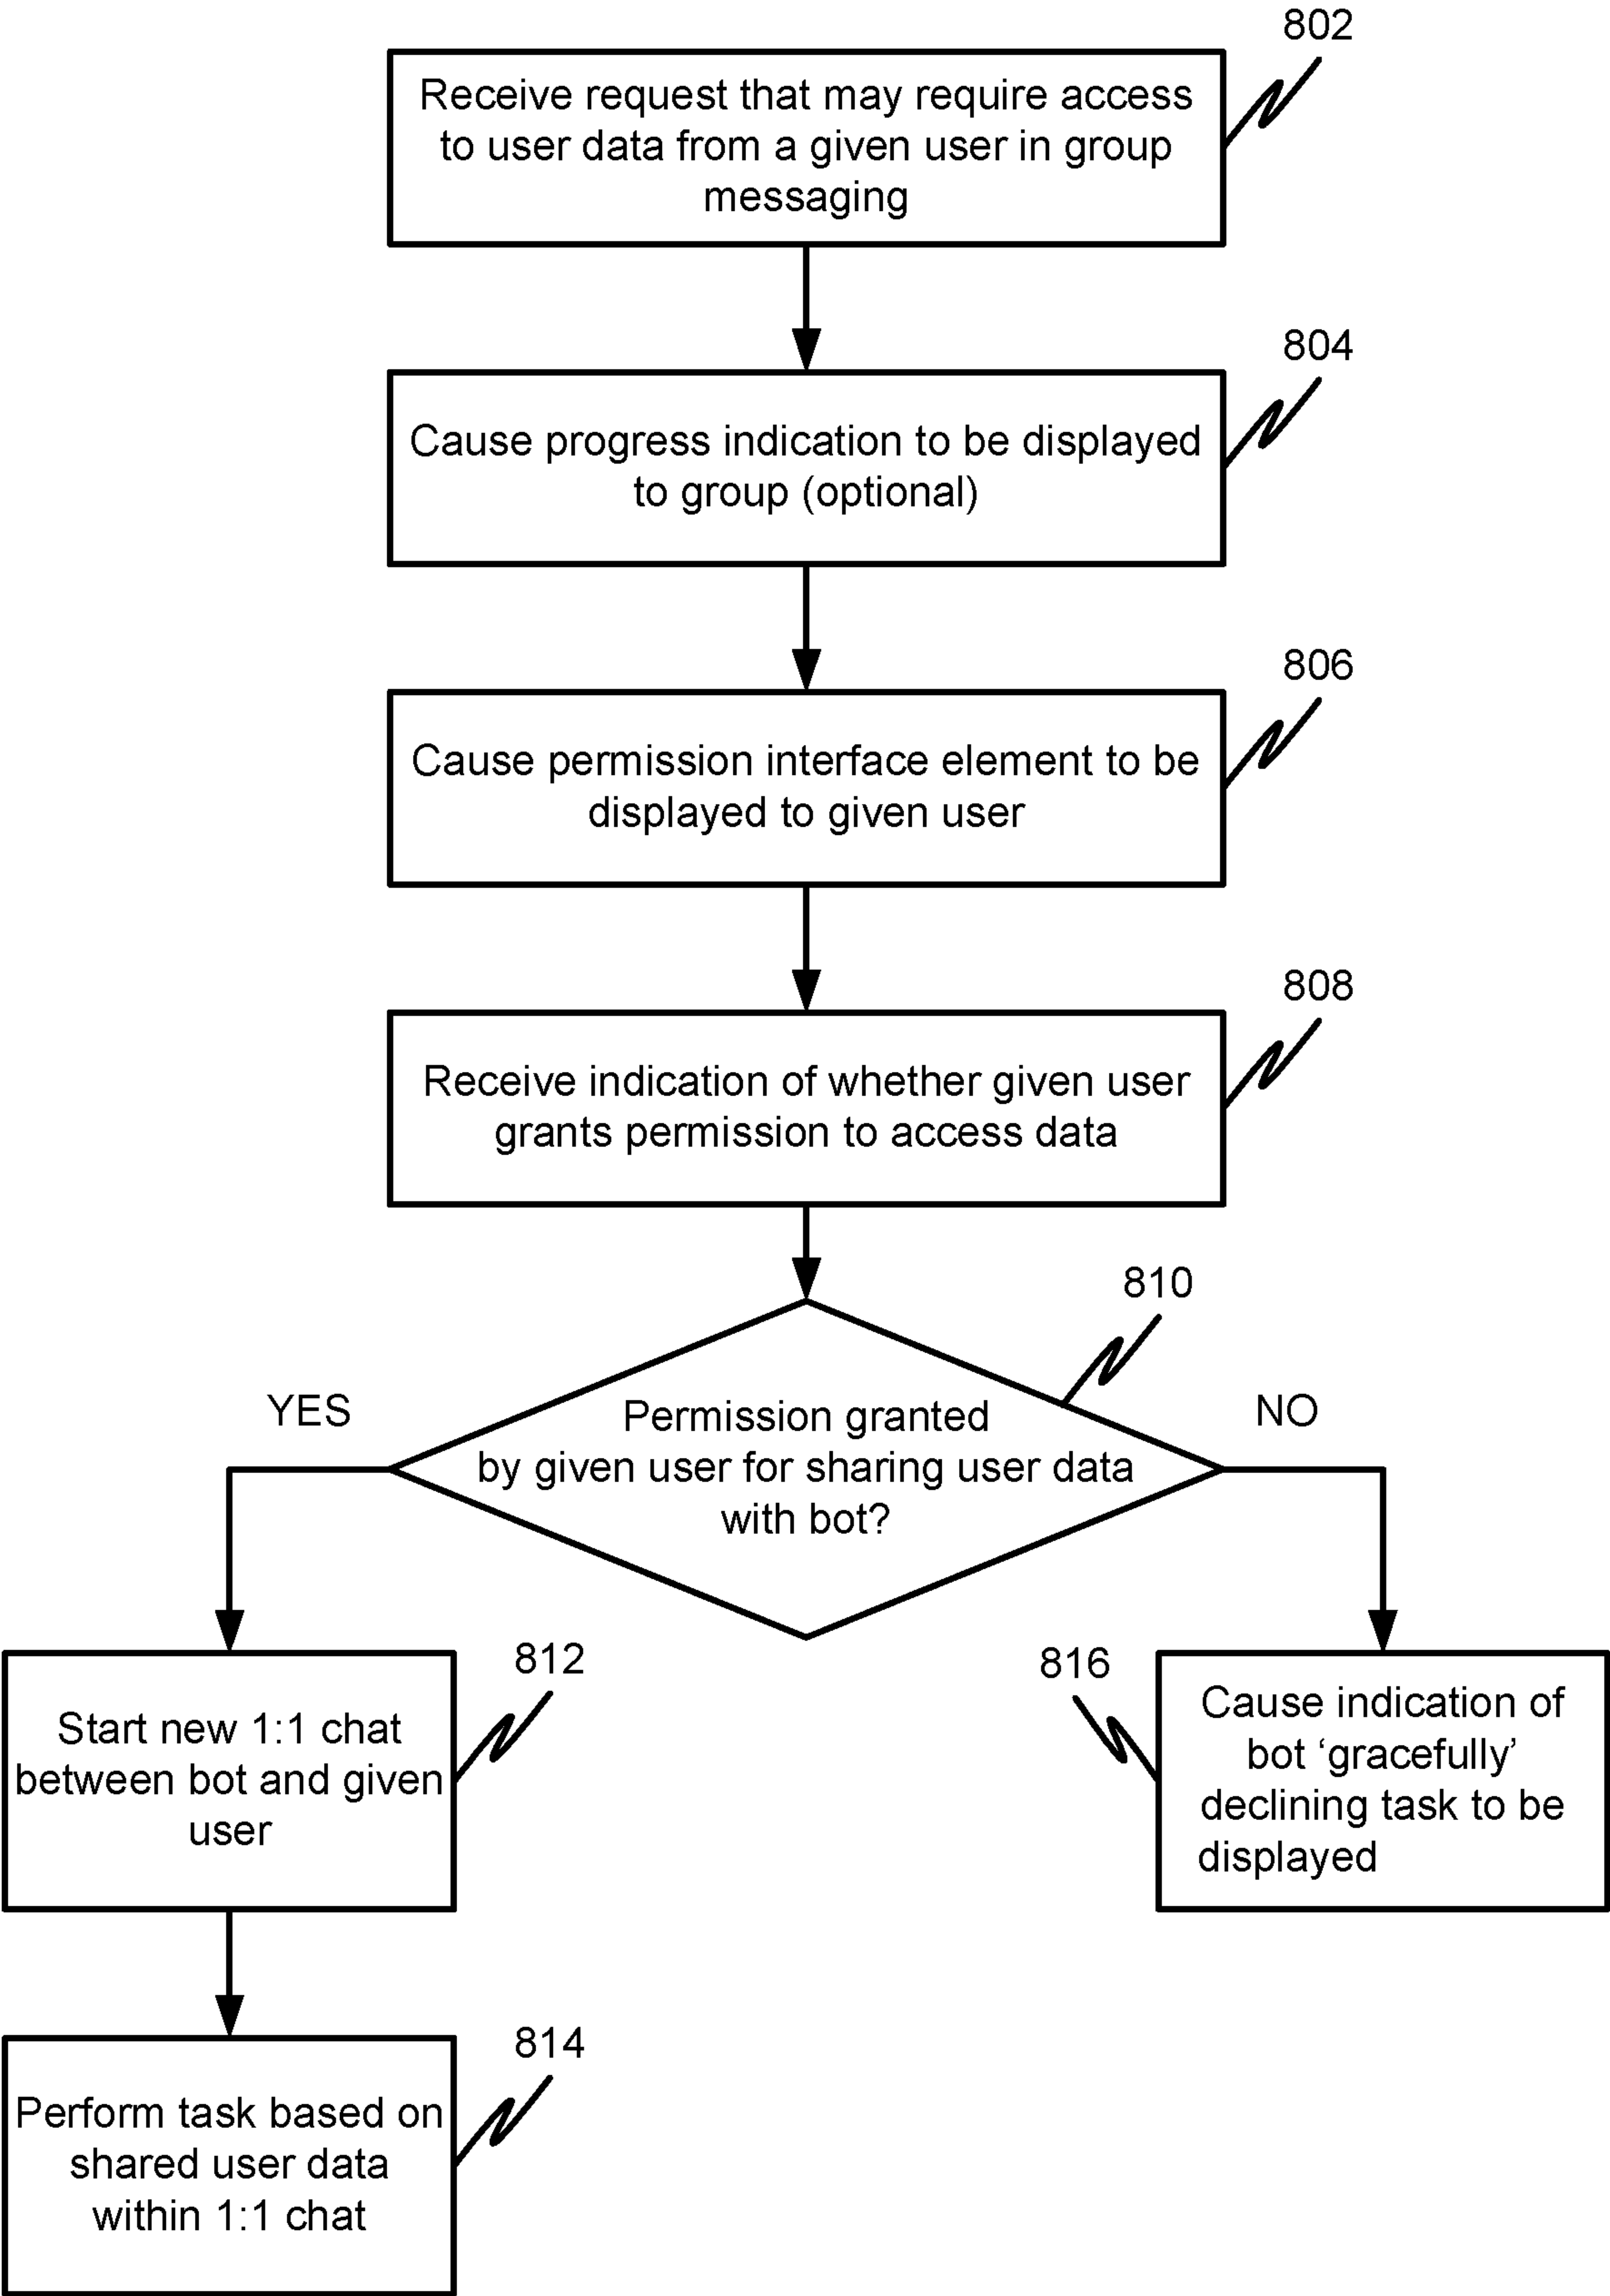 802
Receive request that may require access
to user data from a given user in group
messaging
804
Cause progress indication to be displayed
to group (optional)
806
Cause permission interface element to be
displayed to given user
808
Receive indication of whether given user
grants permission to access data
810
YES
NO
Permission granted
by given user for sharing user data
with bot?
812
Start new 1:1 chat
between bot and given
user
816
Cause indication of
bot ‘gracefully’
declining task to be
displayed
814
Perform task based on
shared user data
within 1:1 chat